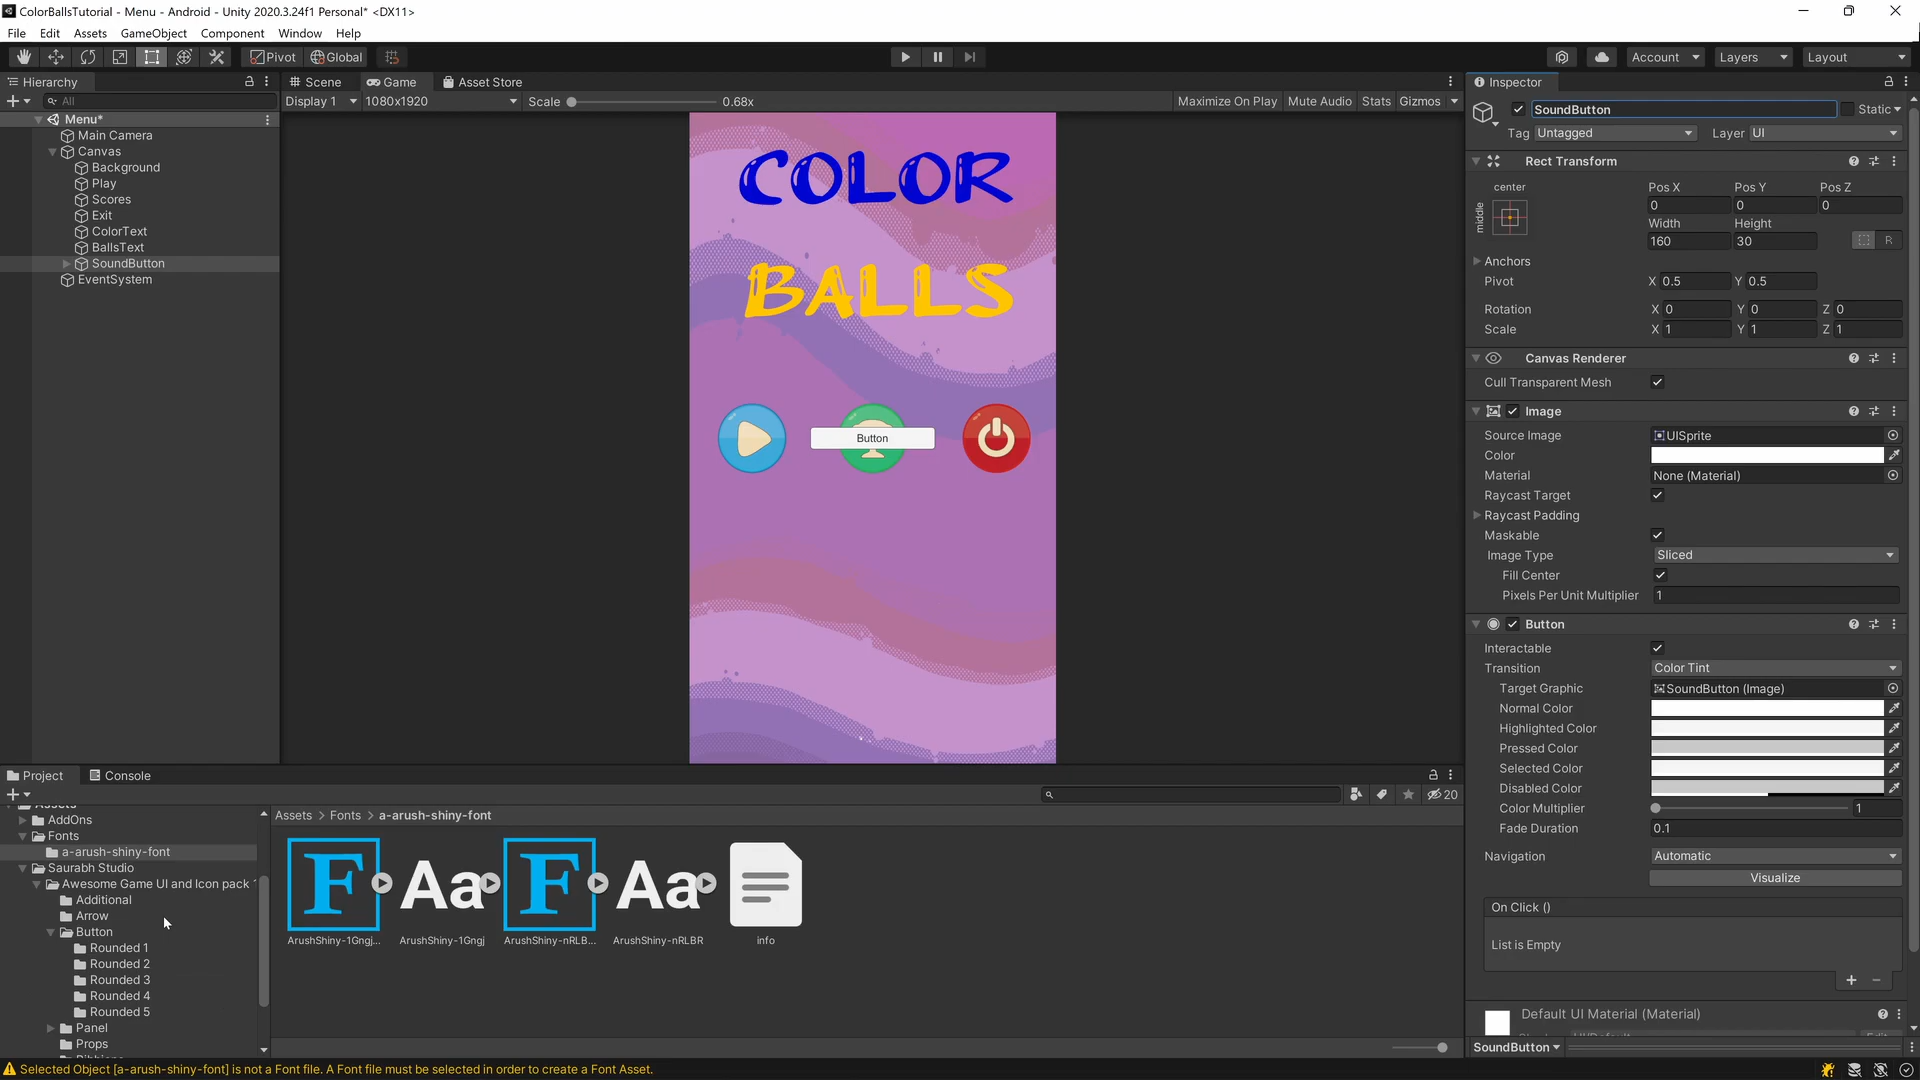 ColorBallsTutorial - Menu - Android - Unity 2020.3.24f1 Personal* <DX11>
File Edit Assets GameObject Component Window Help
Pivot Global Account Layers Layout
Hierarchy
All
Menu*
Main Camera
Canvas
Background
Play
Scores
Exit
ColorText
BallsText
SoundButton
EventSystem
Scene Game Asset Store
Display 1 1080x1920 Scale 0.68x Maximize On Play Mute Audio Stats Gizmos
COLOR
BALLS
Button
Inspector
SoundButton Static
Tag Untagged Layer UI
Rect Transform
center
middle
Pos X Pos Y Pos Z
0 0 0
Width Height
160 30
R
Anchors
Pivot X 0.5 Y 0.5
Rotation X 0 Y 0 Z 0
Scale X 1 Y 1 Z 1
Canvas Renderer
Cull Transparent Mesh
Image
Source Image UISprite
Color
Material None (Material)
Raycast Target
Raycast Padding
Maskable
Image Type Sliced
Fill Center
Pixels Per Unit Multiplier 1
Button
Interactable
Transition Color Tint
Target Graphic SoundButton (Image)
Normal Color
Highlighted Color
Pressed Color
Selected Color
Disabled Color
Color Multiplier 1
Fade Duration 0.1
Navigation Automatic
Visualize
On Click ()
List is Empty
Default UI Material (Material)
SoundButton
Project Console
20
Assets
AddOns
Fonts
a-arush-shiny-font
Saurabh Studio
Awesome Game UI and Icon pack
Additional
Arrow
Button
Rounded 1
Rounded 2
Rounded 3
Rounded 4
Rounded 5
Panel
Props
Assets > Fonts > a-arush-shiny-font
F Aa F Aa
ArushShiny-1Gngj... ArushShiny-1Gngj ArushShiny-nRLB... ArushShiny-nRLBR info
Selected Object [a-arush-shiny-font] is not a Font file. A Font file must be selected in order to create a Font Asset.